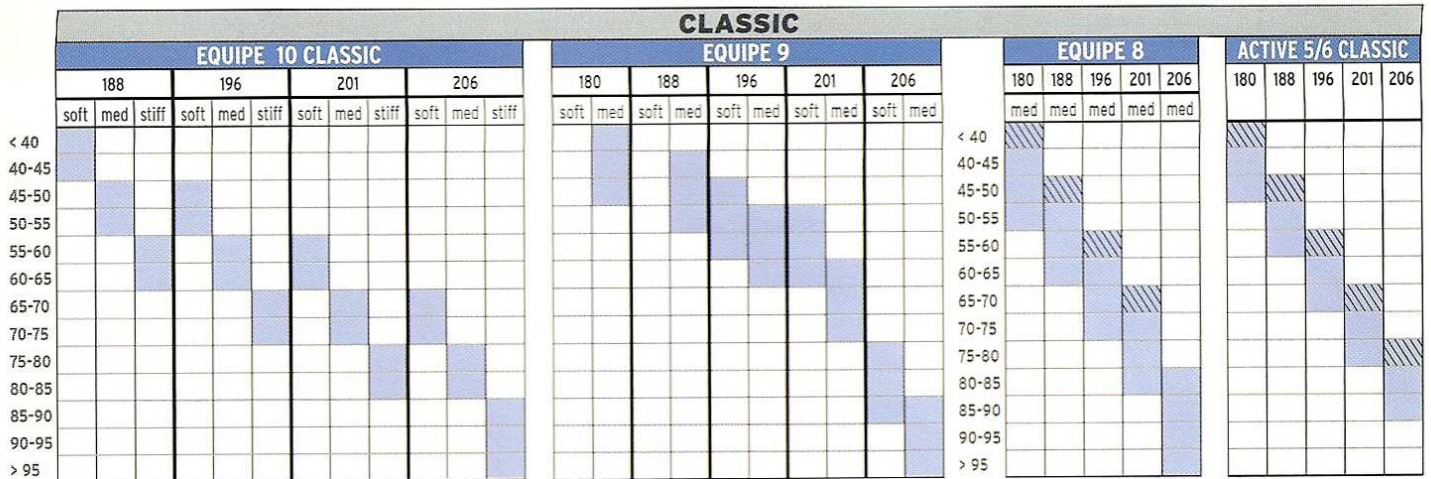 CLASSIC
EQUIPE 10 CLASSIC EQUIPE 9 EQUIPE 8 ACTIVE 5/6 CLASSIC
188 196 201 206 180 188 196 201 206 180 188 196 201 206 180 188 196 201 206
soft med stiff soft med stiff soft med stiff soft med stiff soft med soft med soft med soft med soft med med med med med med
< 40 < 40
40-45 40-45
45-50 45-50
50-55 50-55
55-60 55-60
60-65 60-65
65-70 65-70
70-75 70-75
75-80 75-80
80-85 80-85
85-90 85-90
90-95 90-95
> 95 > 95